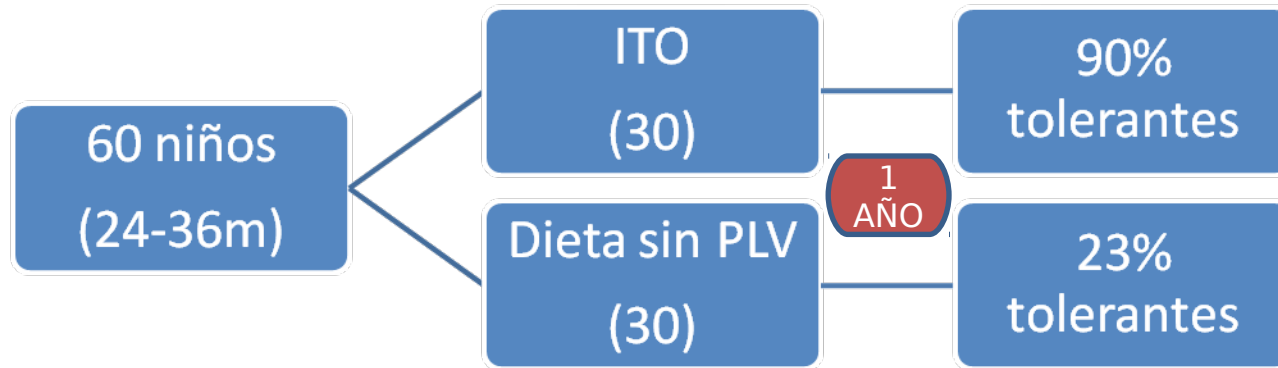 60 niños
(24-36m)
ITO
(30)
Dieta sin PLV
(30)
1
AÑO
90%
tolerantes
23%
tolerantes